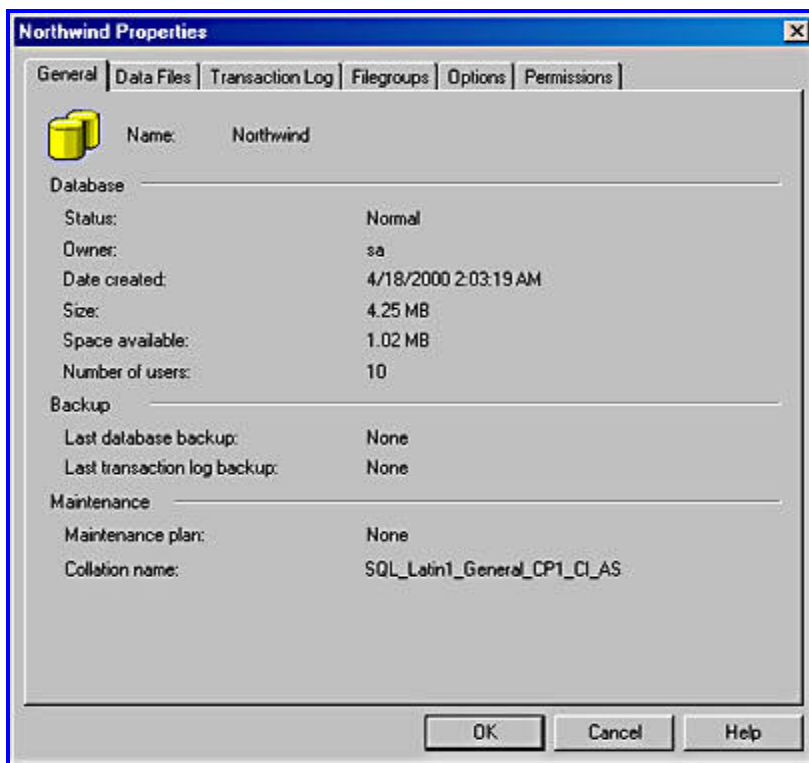 Northwind Properties
General Data Files Transaction Log Filegroups Options Permissions
Name: Northwind
Database
Status: Normal
Owner: sa
Date created: 4/18/2000 2:03:19 AM
Size: 4.25 MB
Space available: 1.02 MB
Number of users: 10
Backup
Last database backup: None
Last transaction log backup: None
Maintenance
Maintenance plan: None
Collation name: SQL_Latin1_General_CP1_CI_AS
OK Cancel Help